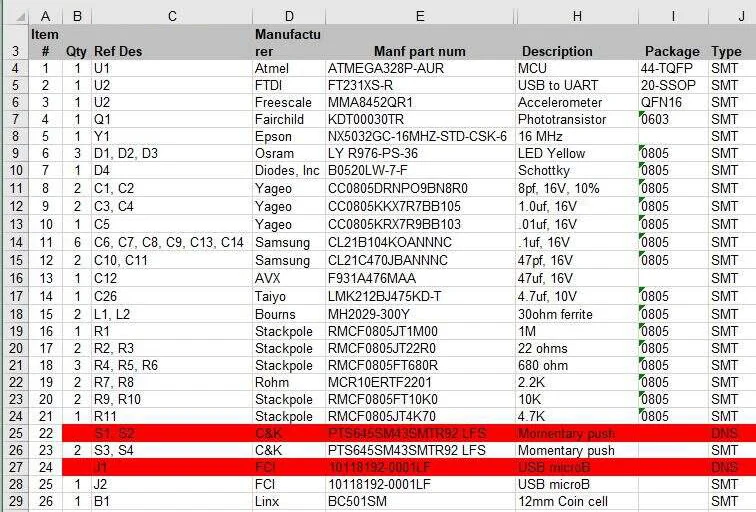 A B C D E H I J
Item Manufactu
3 # Qty Ref Des rer Manf part num Description Package Type
4 1 1 U1 Atmel ATMEGA328P-AUR MCU 44-TQFP SMT
5 2 1 U2 FTDI FT231XS-R USB to UART 20-SSOP SMT
6 3 1 U2 Freescale MMA8452QR1 Accelerometer QFN16 SMT
7 4 1 Q1 Fairchild KDT00030TR Phototransistor 0603 SMT
8 5 1 Y1 Epson NX5032GC-16MHZ-STD-CSK-6 16 MHz SMT
9 6 3 D1, D2, D3 Osram LY R976-PS-36 LED Yellow 0805 SMT
10 7 1 D4 Diodes, Inc B0520LW-7-F Schottky 0805 SMT
11 8 2 C1, C2 Yageo CC0805DRNPO9BN8R0 8pf, 16V, 10% 0805 SMT
12 9 2 C3, C4 Yageo CC0805KKX7R7BB105 1.0uf, 16V 0805 SMT
13 10 1 C5 Yageo CC0805KRX7R9BB103 .01uf, 16V 0805 SMT
14 11 6 C6, C7, C8, C9, C13, C14 Samsung CL21B104KOANNNC .1uf, 16V 0805 SMT
15 12 2 C10, C11 Samsung CL21C470JBANNNC 47pf, 16V 0805 SMT
16 13 1 C12 AVX F931A476MAA 47uf, 16V SMT
17 14 1 C26 Taiyo LMK212BJ475KD-T 4.7uf, 10V 0805 SMT
18 15 2 L1, L2 Bourns MH2029-300Y 30ohm ferrite 0805 SMT
19 16 1 R1 Stackpole RMCF0805JT1M00 1M 0805 SMT
20 17 2 R2, R3 Stackpole RMCF0805JT22R0 22 ohms 0805 SMT
21 18 3 R4, R5, R6 Stackpole RMCF0805FT680R 680 ohm 0805 SMT
22 19 2 R7, R8 Rohm MCR10ERTF2201 2.2K 0805 SMT
23 20 2 R9, R10 Stackpole RMCF0805FT10K0 10K 0805 SMT
24 21 1 R11 Stackpole RMCF0805JT4K70 4.7K 0805 SMT
25 22 S1, S2 C&K PTS645SM43SMTR92 LFS Momentary push DNS
26 23 2 S3, S4 C&K PTS645SM43SMTR92 LFS Momentary push SMT
27 24 J1 FCI 10118192-0001LF USB microB DNS
28 25 1 J2 FCI 10118192-0001LF USB microB SMT
29 26 1 B1 Linx BC501SM 12mm Coin cell SMT